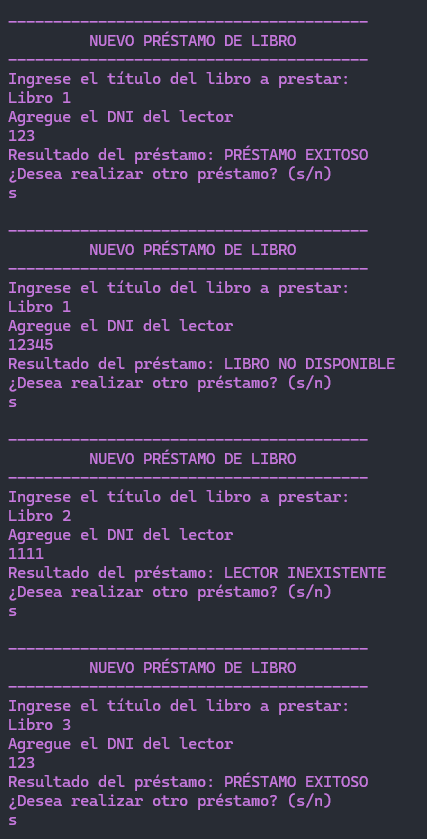 ----------------------------------------
NUEVO PRÉSTAMO DE LIBRO
----------------------------------------
Ingrese el título del libro a prestar:
Libro 1
Agregue el DNI del lector
123
Resultado del préstamo: PRÉSTAMO EXITOSO
¿Desea realizar otro préstamo? (s/n)
s
----------------------------------------
NUEVO PRÉSTAMO DE LIBRO
----------------------------------------
Ingrese el título del libro a prestar:
Libro 1
Agregue el DNI del lector
12345
Resultado del préstamo: LIBRO NO DISPONIBLE
¿Desea realizar otro préstamo? (s/n)
s
----------------------------------------
NUEVO PRÉSTAMO DE LIBRO
----------------------------------------
Ingrese el título del libro a prestar:
Libro 2
Agregue el DNI del lector
1111
Resultado del préstamo: LECTOR INEXISTENTE
¿Desea realizar otro préstamo? (s/n)
s
----------------------------------------
NUEVO PRÉSTAMO DE LIBRO
----------------------------------------
Ingrese el título del libro a prestar:
Libro 3
Agregue el DNI del lector
123
Resultado del préstamo: PRÉSTAMO EXITOSO
¿Desea realizar otro préstamo? (s/n)
s